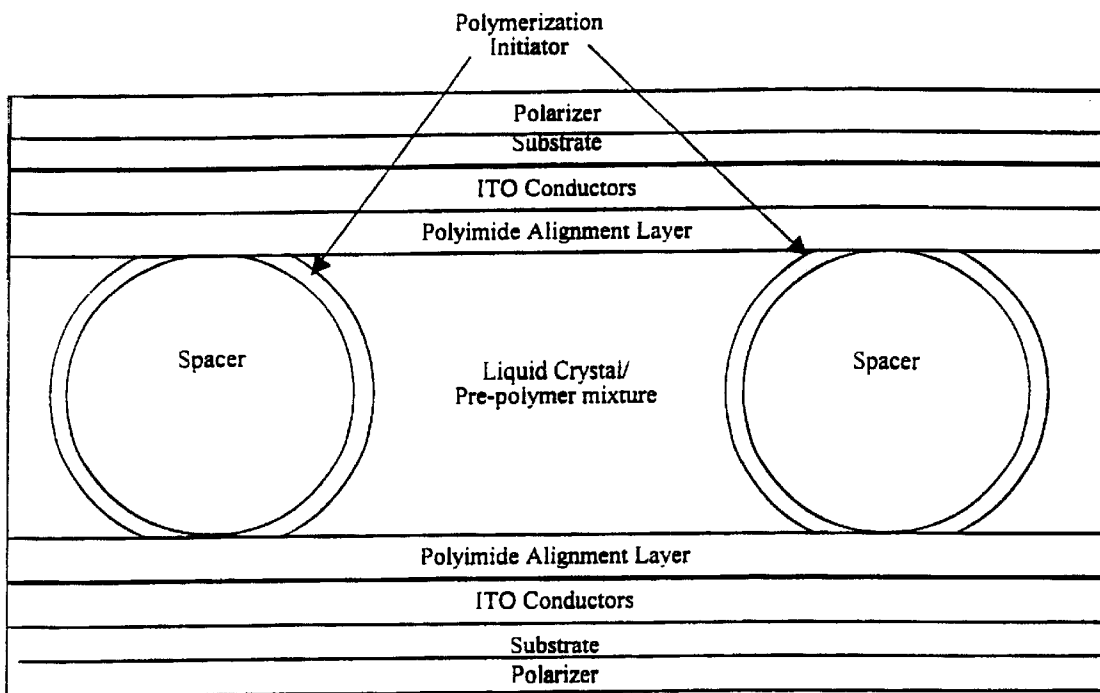 Polymerization
Initiator
Polarizer
Substrate
ITO Conductors
Polyimide Alignment Layer
Spacer
Liquid Crystal/
Pre-polymer mixture
Spacer
Polyimide Alignment Layer
ITO Conductors
Substrate
Polarizer